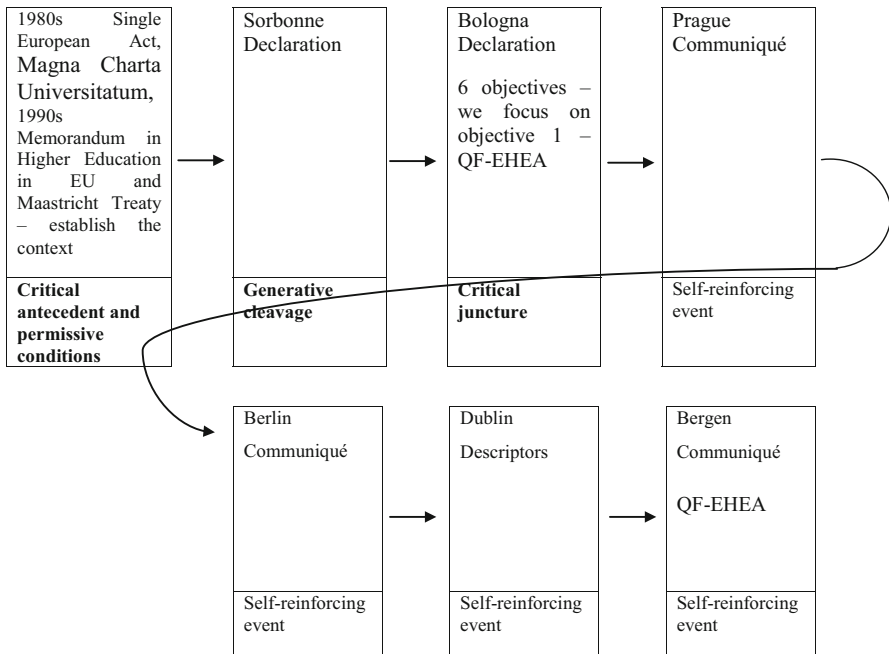 1980s Single
European Act,
Magna Charta
Universitatum,
1990s
Memorandum in
Higher Education
in EU and
Maastricht Treaty
– establish the
context
Critical
antecedent and
permissive
conditions
Sorbonne
Declaration
Generative
cleavage
Bologna
Declaration
6 objectives –
we focus on
objective 1 –
QF-EHEA
Critical
juncture
Prague
Communiqué
Self-reinforcing
event
Berlin
Communiqué
Self-reinforcing
event
Dublin
Descriptors
Self-reinforcing
event
Bergen
Communiqué
QF-EHEA
Self-reinforcing
event